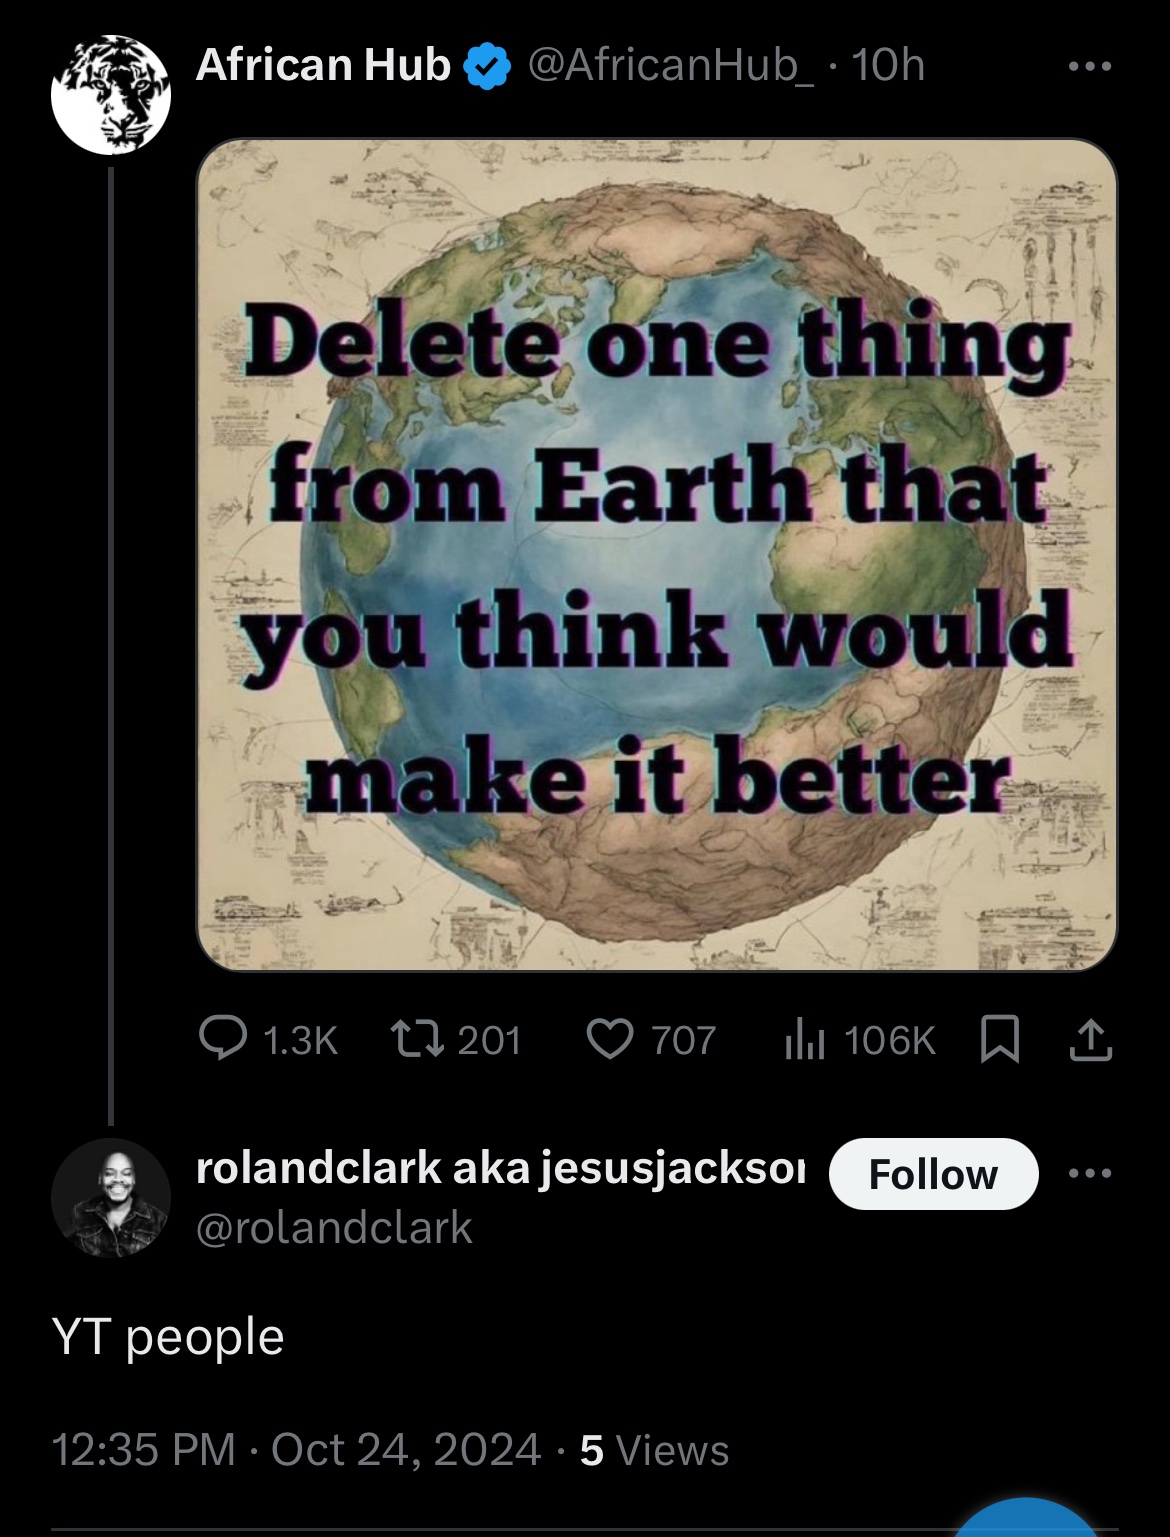 African Hub @AfricanHub_ · 10h
Delete one thing
from Earth that
you think would
make it better
1.3K 201 707 106K
rolandclark aka jesusjackson Follow
@rolandclark
YT people
12:35 PM · Oct 24, 2024 · 5 Views